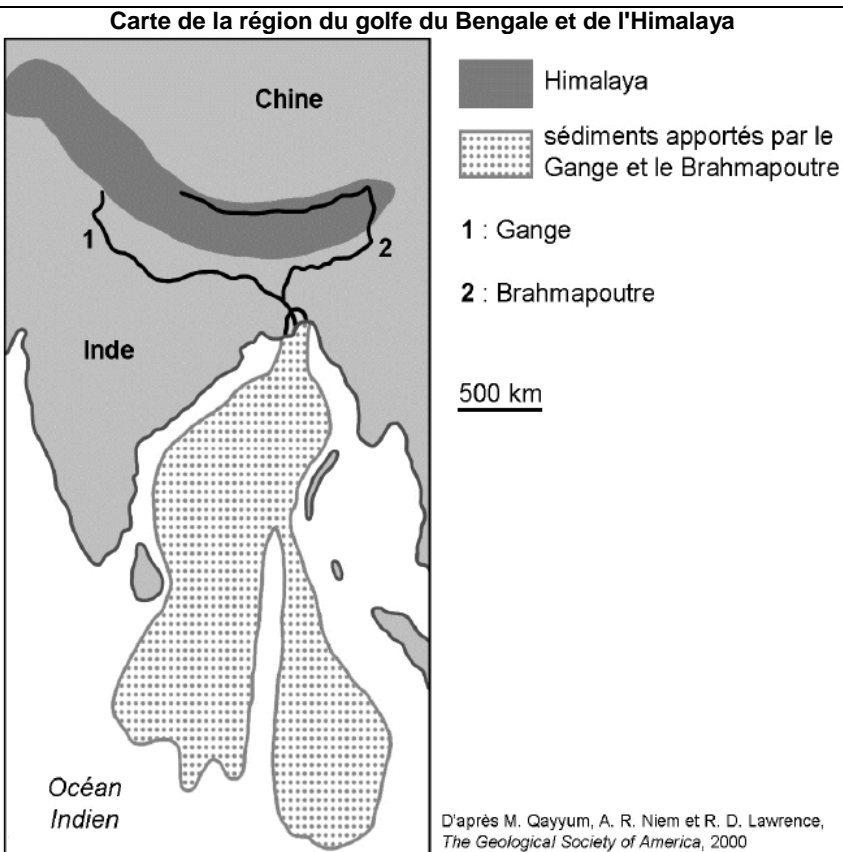 Carte de la région du golfe du Bengale et de l'Himalaya
Chine
1
2
Inde
Océan
Indien
Himalaya
sédiments apportés par le
Gange et le Brahmapoutre
1 : Gange
2 : Brahmapoutre
500 km
D'après M. Qayyum, A. R. Niem et R. D. Lawrence,
The Geological Society of America, 2000